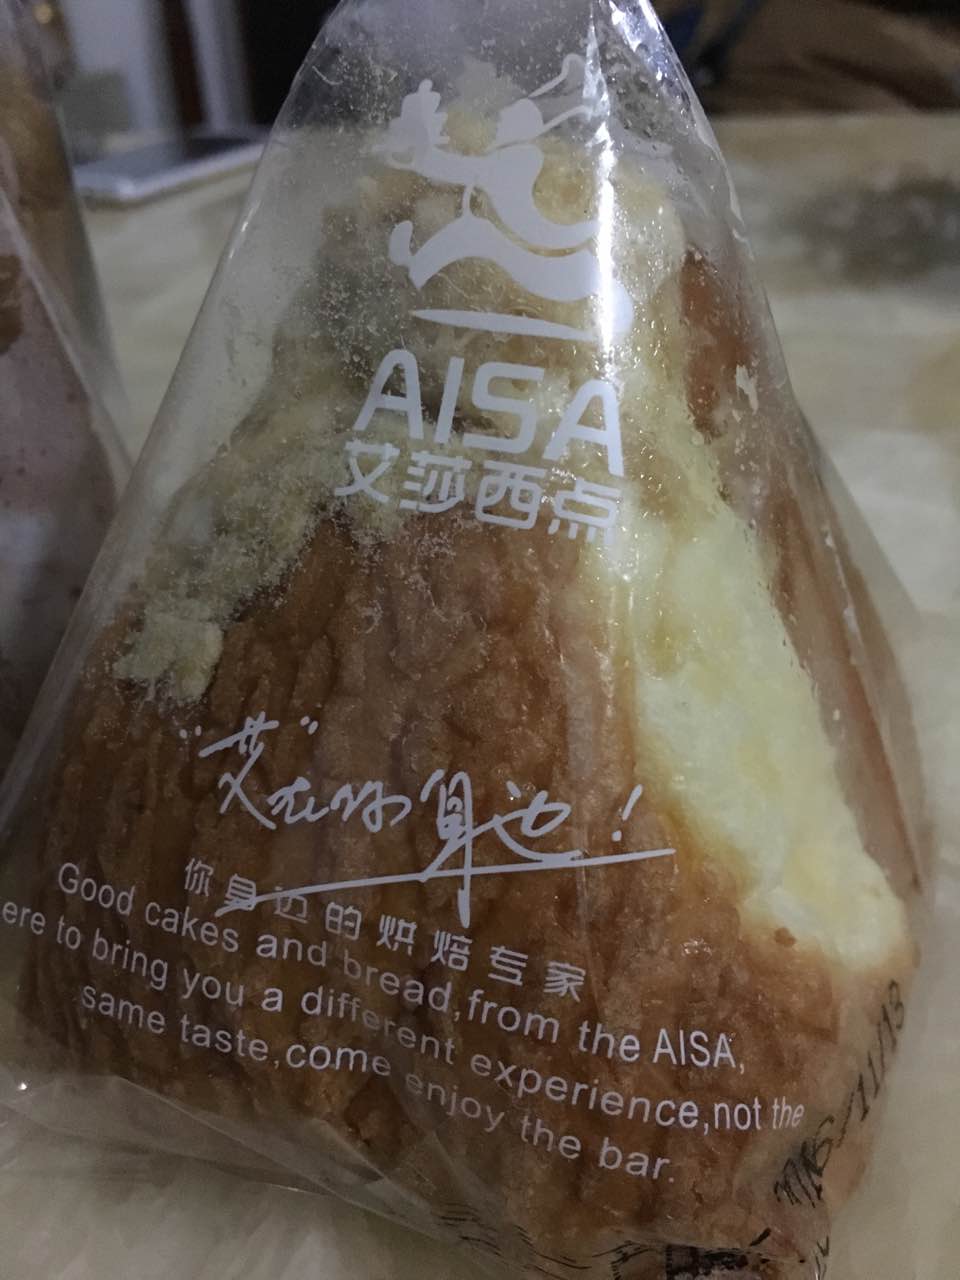 AISA
艾莎西点
“艾”在你身边！
你身边的烘焙专家
Good cakes and bread,from the AISA,
ere to bring you a different experience,not the
same taste,come enjoy the bar.
/11/13